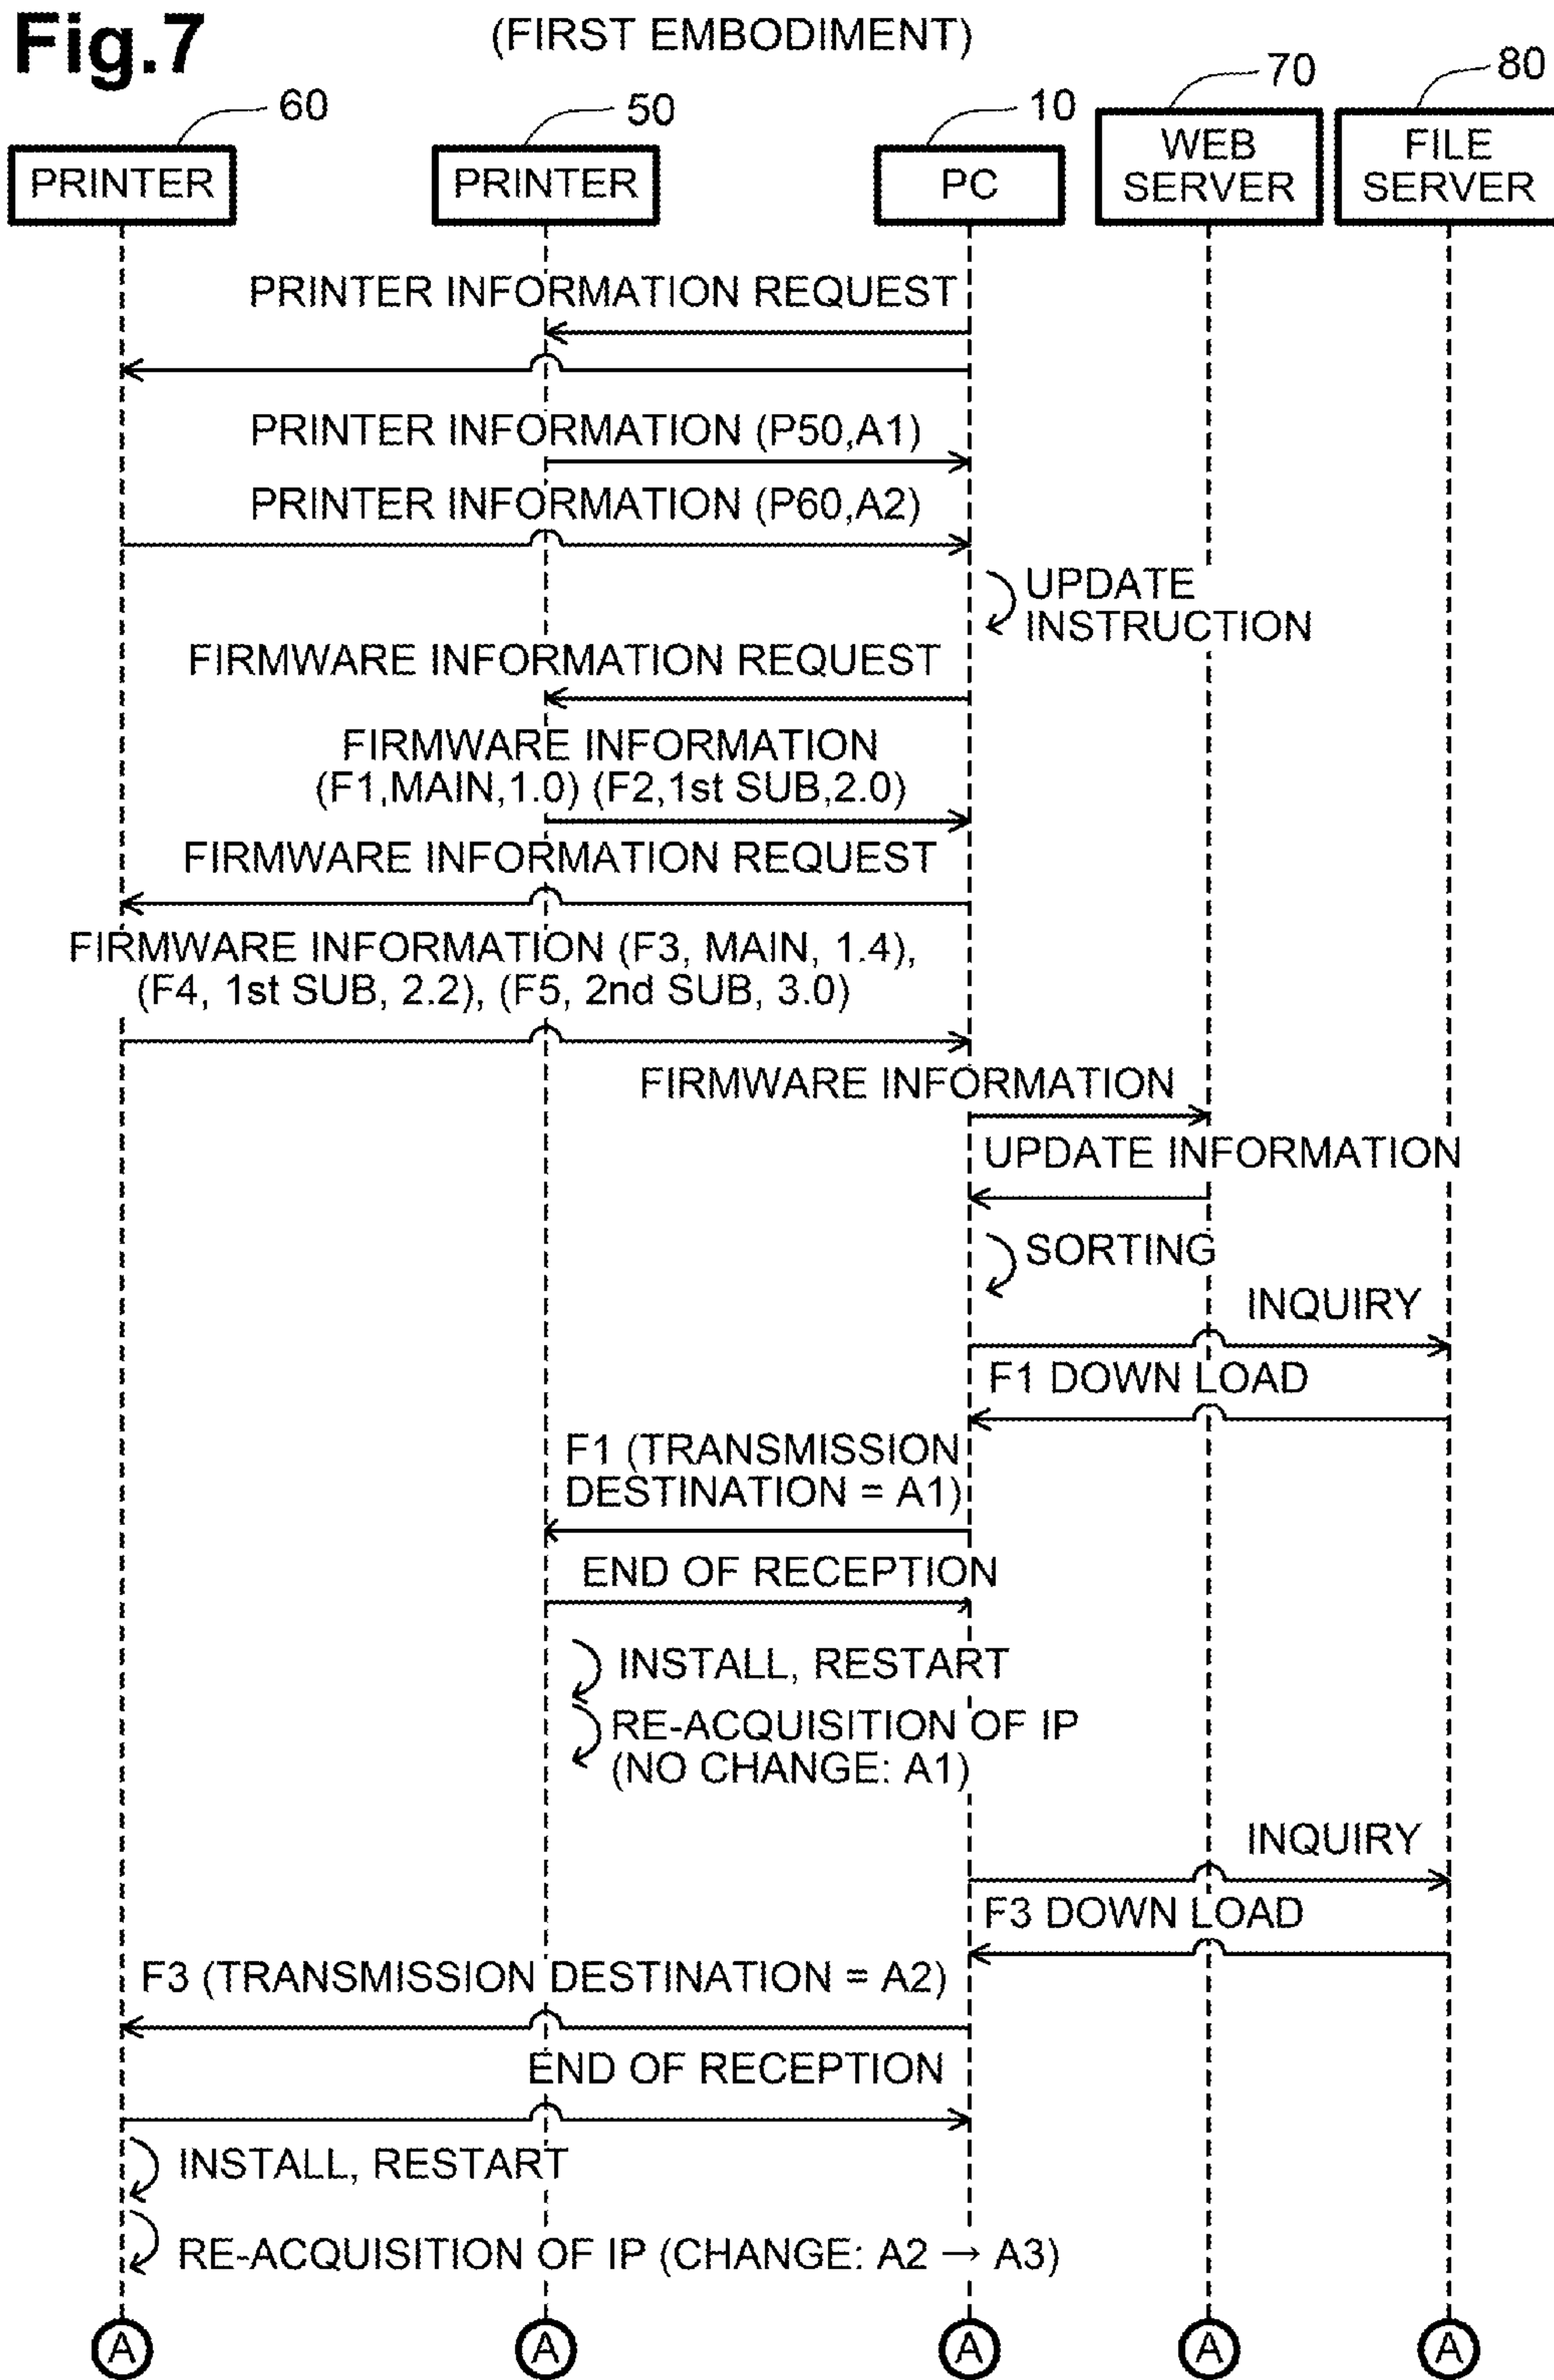 Fig.7
(FIRST EMBODIMENT)
60
50
10
70
80
PRINTER
PRINTER
PC
WEB
SERVER
FILE
SERVER
PRINTER INFORMATION REQUEST
PRINTER INFORMATION (P50,A1)
PRINTER INFORMATION (P60,A2)
UPDATE
INSTRUCTION
FIRMWARE INFORMATION REQUEST
FIRMWARE INFORMATION
(F1,MAIN,1.0) (F2,1st SUB,2.0)
FIRMWARE INFORMATION REQUEST
FIRMWARE INFORMATION (F3, MAIN, 1.4),
(F4, 1st SUB, 2.2), (F5, 2nd SUB, 3.0)
FIRMWARE INFORMATION
UPDATE INFORMATION
SORTING
INQUIRY
F1 DOWN LOAD
F1 (TRANSMISSION
DESTINATION = A1)
END OF RECEPTION
INSTALL, RESTART
RE-ACQUISITION OF IP
(NO CHANGE: A1)
INQUIRY
F3 DOWN LOAD
F3 (TRANSMISSION DESTINATION = A2)
END OF RECEPTION
INSTALL, RESTART
RE-ACQUISITION OF IP (CHANGE: A2 → A3)
A
A
A
A
A